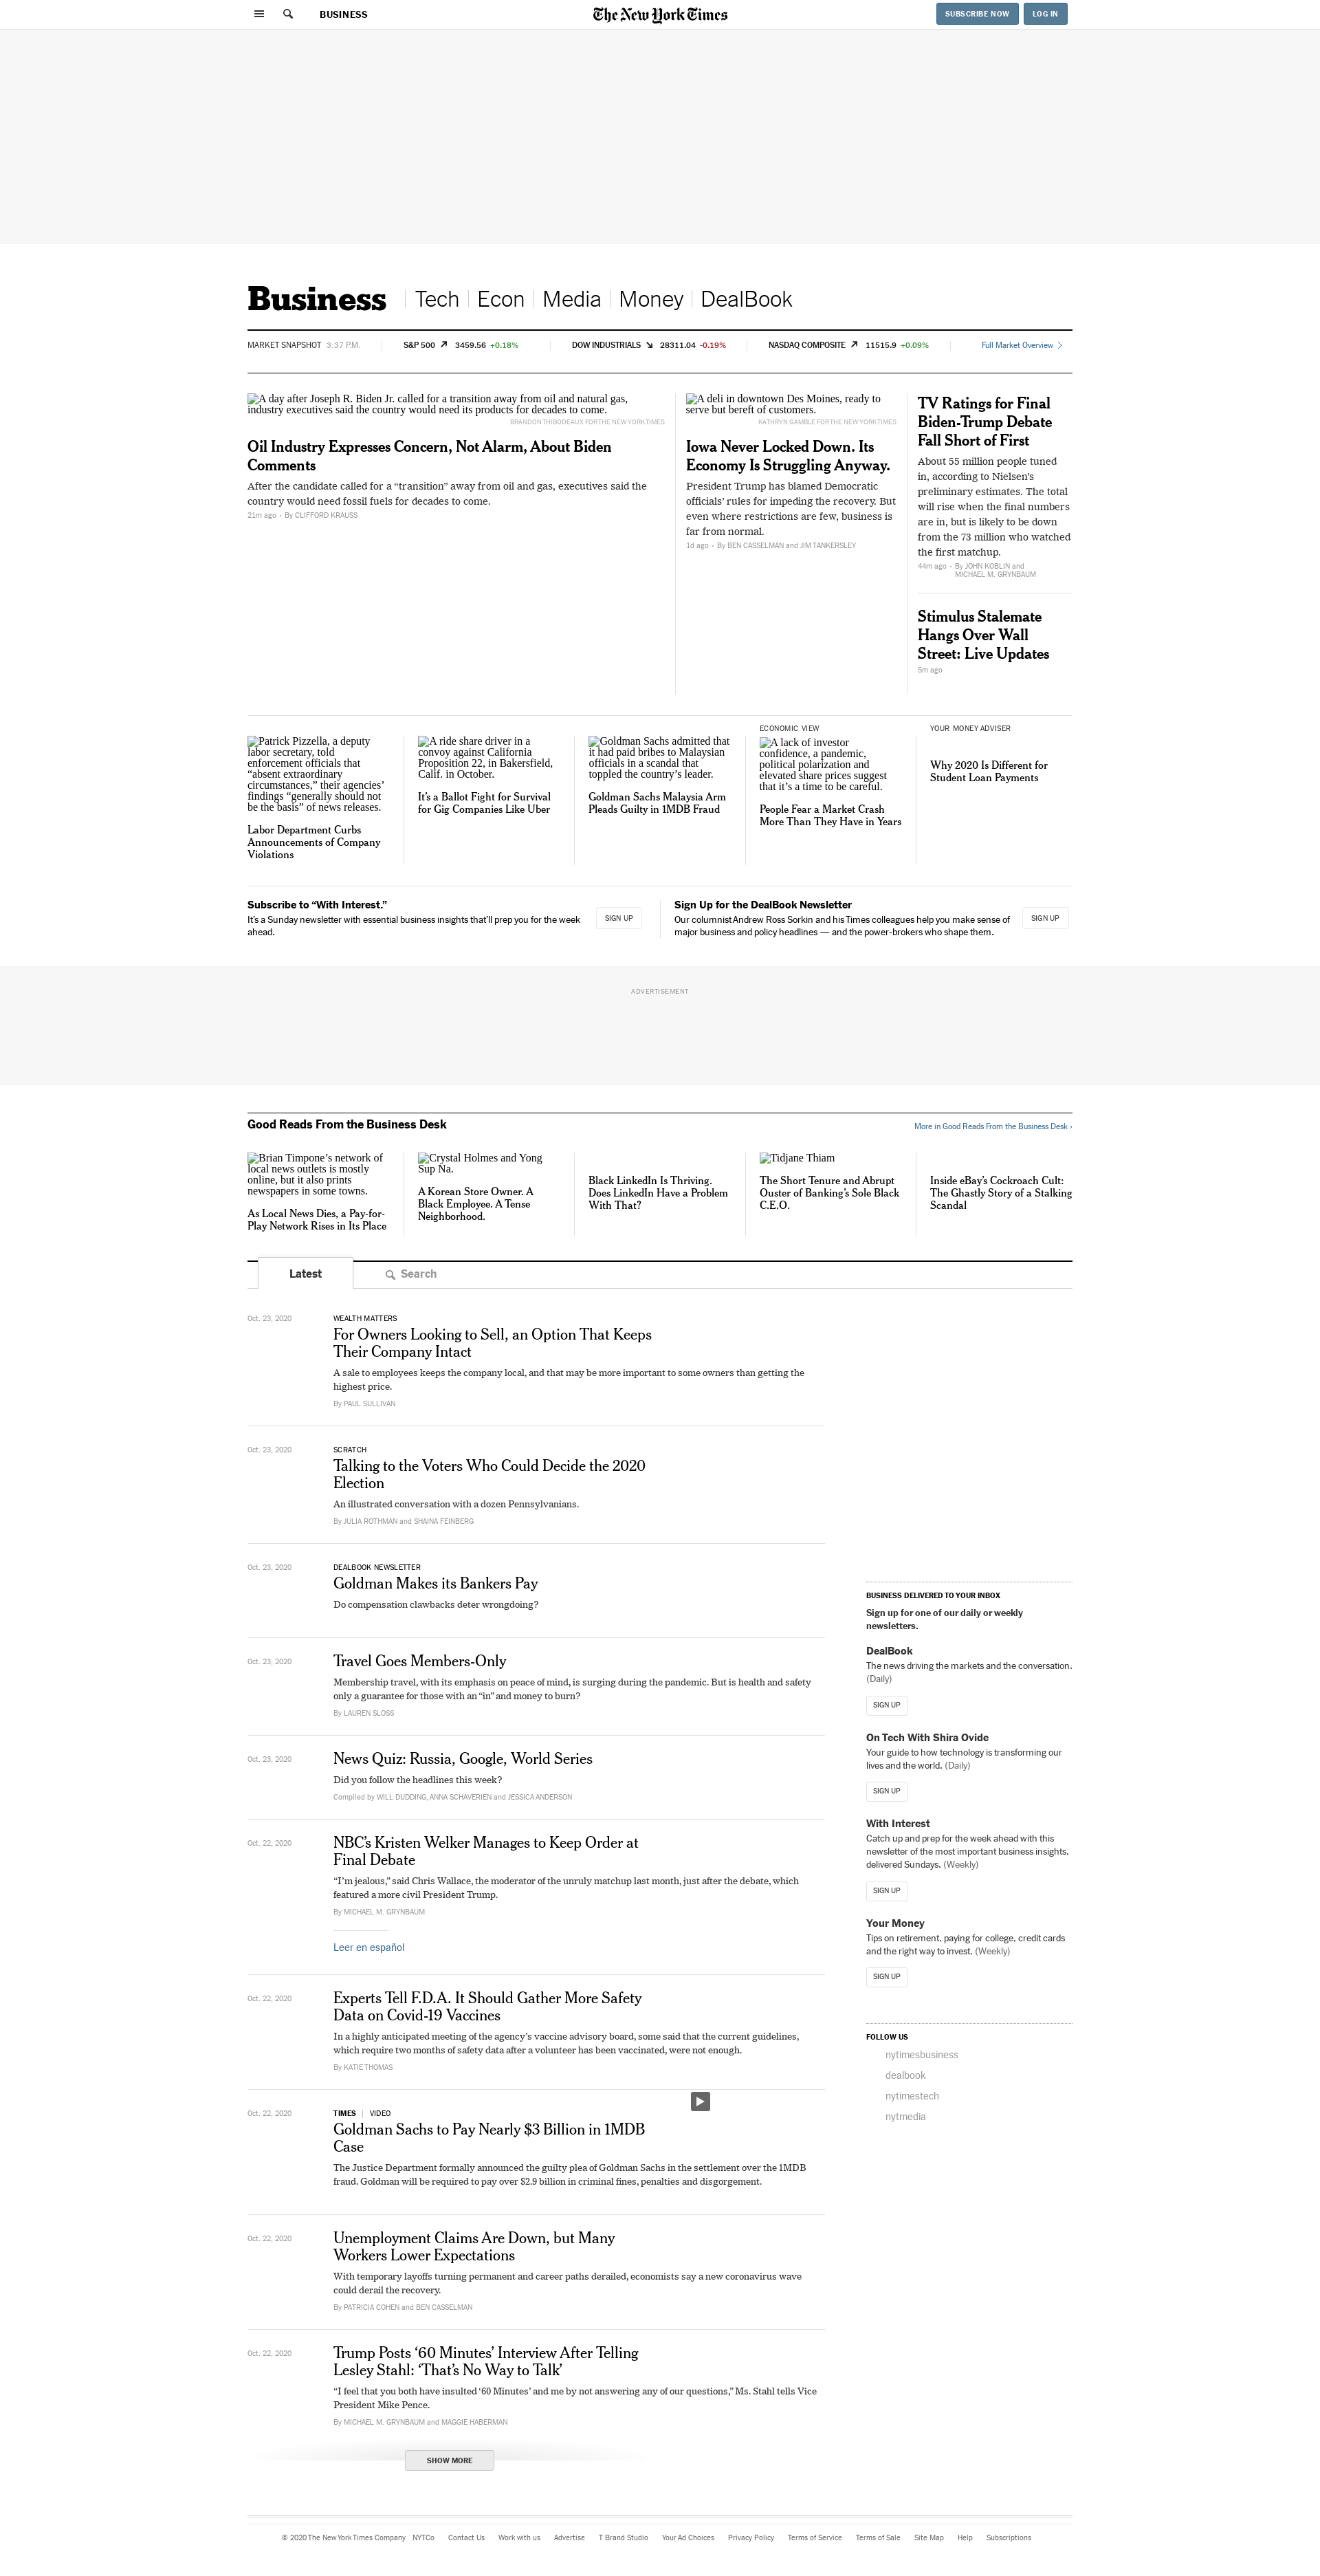 BUSINESS
The New York Times
SUBSCRIBE NOW
LOG IN
Business
Tech
Econ
Media
Money
DealBook
MARKET SNAPSHOT 3:37 P.M.
S&P 500 3459.56 +0.18%
DOW INDUSTRIALS 28311.04 -0.19%
NASDAQ COMPOSITE 11515.9 +0.09%
Full Market Overview
A day after Joseph R. Biden Jr. called for a transition away from oil and natural gas,
industry executives said the country would need its products for decades to come.
BRANDON THIBODEAUX FOR THE NEW YORK TIMES
Oil Industry Expresses Concern, Not Alarm, About Biden
Comments
After the candidate called for a “transition” away from oil and gas, executives said the
country would need fossil fuels for decades to come.
21m ago · By CLIFFORD KRAUSS
A deli in downtown Des Moines, ready to
serve but bereft of customers.
KATHRYN GAMBLE FOR THE NEW YORK TIMES
Iowa Never Locked Down. Its
Economy Is Struggling Anyway.
President Trump has blamed Democratic
officials’ rules for impeding the recovery. But
even where restrictions are few, business is
far from normal.
1d ago · By BEN CASSELMAN and JIM TANKERSLEY
TV Ratings for Final
Biden-Trump Debate
Fall Short of First
About 55 million people tuned
in, according to Nielsen’s
preliminary estimates. The total
will rise when the final numbers
are in, but is likely to be down
from the 73 million who watched
the first matchup.
44m ago · By JOHN KOBLIN and
MICHAEL M. GRYNBAUM
Stimulus Stalemate
Hangs Over Wall
Street: Live Updates
5m ago
Patrick Pizzella, a deputy
labor secretary, told
enforcement officials that
“absent extraordinary
circumstances,” their agencies’
findings “generally should not
be the basis” of news releases.
Labor Department Curbs
Announcements of Company
Violations
A ride share driver in a
convoy against California
Proposition 22, in Bakersfield,
Calif. in October.
It’s a Ballot Fight for Survival
for Gig Companies Like Uber
Goldman Sachs admitted that
it had paid bribes to Malaysian
officials in a scandal that
toppled the country’s leader.
Goldman Sachs Malaysia Arm
Pleads Guilty in 1MDB Fraud
ECONOMIC VIEW
A lack of investor
confidence, a pandemic,
political polarization and
elevated share prices suggest
that it’s a time to be careful.
People Fear a Market Crash
More Than They Have in Years
YOUR MONEY ADVISER
Why 2020 Is Different for
Student Loan Payments
Subscribe to “With Interest.”
It’s a Sunday newsletter with essential business insights that’ll prep you for the week
ahead.
SIGN UP
Sign Up for the DealBook Newsletter
Our columnist Andrew Ross Sorkin and his Times colleagues help you make sense of
major business and policy headlines — and the power-brokers who shape them.
SIGN UP
ADVERTISEMENT
Good Reads From the Business Desk
More in Good Reads From the Business Desk ›
Brian Timpone’s network of
local news outlets is mostly
online, but it also prints
newspapers in some towns.
As Local News Dies, a Pay-for-
Play Network Rises in Its Place
Crystal Holmes and Yong
Sup Na.
A Korean Store Owner. A
Black Employee. A Tense
Neighborhood.
Black LinkedIn Is Thriving.
Does LinkedIn Have a Problem
With That?
Tidjane Thiam
The Short Tenure and Abrupt
Ouster of Banking’s Sole Black
C.E.O.
Inside eBay’s Cockroach Cult:
The Ghastly Story of a Stalking
Scandal
Latest
Search
Oct. 23, 2020
WEALTH MATTERS
For Owners Looking to Sell, an Option That Keeps
Their Company Intact
A sale to employees keeps the company local, and that may be more important to some owners than getting the
highest price.
By PAUL SULLIVAN
Oct. 23, 2020
SCRATCH
Talking to the Voters Who Could Decide the 2020
Election
An illustrated conversation with a dozen Pennsylvanians.
By JULIA ROTHMAN and SHAINA FEINBERG
Oct. 23, 2020
DEALBOOK NEWSLETTER
Goldman Makes its Bankers Pay
Do compensation clawbacks deter wrongdoing?
Oct. 23, 2020
Travel Goes Members-Only
Membership travel, with its emphasis on peace of mind, is surging during the pandemic. But is health and safety
only a guarantee for those with an “in” and money to burn?
By LAUREN SLOSS
Oct. 23, 2020
News Quiz: Russia, Google, World Series
Did you follow the headlines this week?
Compiled by WILL DUDDING, ANNA SCHAVERIEN and JESSICA ANDERSON
Oct. 22, 2020
NBC’s Kristen Welker Manages to Keep Order at
Final Debate
“I’m jealous,” said Chris Wallace, the moderator of the unruly matchup last month, just after the debate, which
featured a more civil President Trump.
By MICHAEL M. GRYNBAUM
Leer en español
Oct. 22, 2020
Experts Tell F.D.A. It Should Gather More Safety
Data on Covid-19 Vaccines
In a highly anticipated meeting of the agency’s vaccine advisory board, some said that the current guidelines,
which require two months of safety data after a volunteer has been vaccinated, were not enough.
By KATIE THOMAS
Oct. 22, 2020
TIMES | VIDEO
Goldman Sachs to Pay Nearly $3 Billion in 1MDB
Case
The Justice Department formally announced the guilty plea of Goldman Sachs in the settlement over the 1MDB
fraud. Goldman will be required to pay over $2.9 billion in criminal fines, penalties and disgorgement.
Oct. 22, 2020
Unemployment Claims Are Down, but Many
Workers Lower Expectations
With temporary layoffs turning permanent and career paths derailed, economists say a new coronavirus wave
could derail the recovery.
By PATRICIA COHEN and BEN CASSELMAN
Oct. 22, 2020
Trump Posts ‘60 Minutes’ Interview After Telling
Lesley Stahl: ‘That’s No Way to Talk’
“I feel that you both have insulted ‘60 Minutes’ and me by not answering any of our questions,” Ms. Stahl tells Vice
President Mike Pence.
By MICHAEL M. GRYNBAUM and MAGGIE HABERMAN
SHOW MORE
BUSINESS DELIVERED TO YOUR INBOX
Sign up for one of our daily or weekly
newsletters.
DealBook
The news driving the markets and the conversation.
(Daily)
SIGN UP
On Tech With Shira Ovide
Your guide to how technology is transforming our
lives and the world. (Daily)
SIGN UP
With Interest
Catch up and prep for the week ahead with this
newsletter of the most important business insights,
delivered Sundays. (Weekly)
SIGN UP
Your Money
Tips on retirement, paying for college, credit cards
and the right way to invest. (Weekly)
SIGN UP
FOLLOW US
nytimesbusiness
dealbook
nytimestech
nytmedia
© 2020 The New York Times Company NYTCo Contact Us Work with us Advertise T Brand Studio Your Ad Choices Privacy Policy Terms of Service Terms of Sale Site Map Help Subscriptions